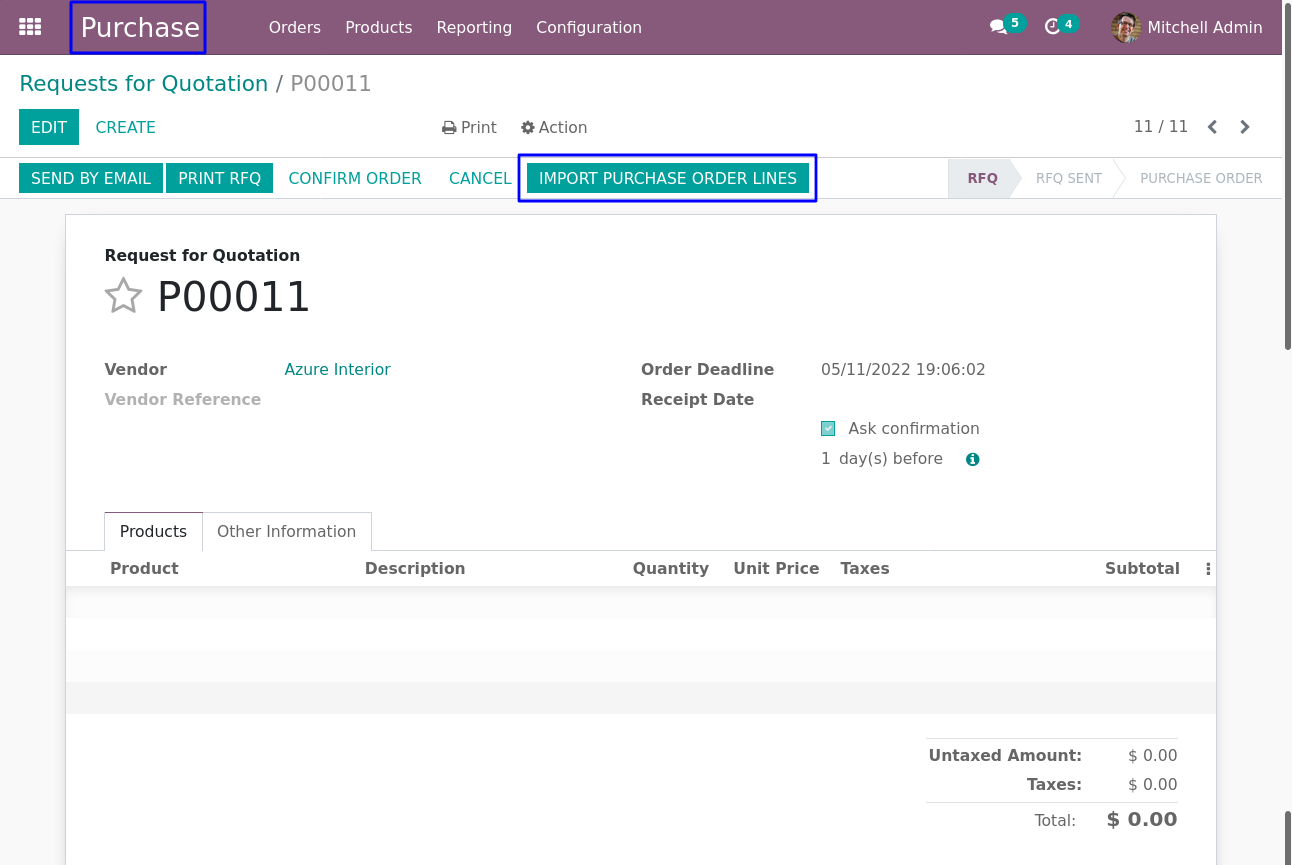 Purchase Orders Products Reporting Configuration 5 4 Mitchell Admin
Requests for Quotation / P00011
EDIT CREATE Print Action 11 / 11
SEND BY EMAIL PRINT RFQ CONFIRM ORDER CANCEL IMPORT PURCHASE ORDER LINES RFQ RFQ SENT PURCHASE ORDER
Request for Quotation
P00011
Vendor Azure Interior Order Deadline 05/11/2022 19:06:02
Vendor Reference Receipt Date
Ask confirmation
1 day(s) before
Products Other Information
Product Description Quantity Unit Price Taxes Subtotal
Untaxed Amount: $ 0.00
Taxes: $ 0.00
Total: $ 0.00